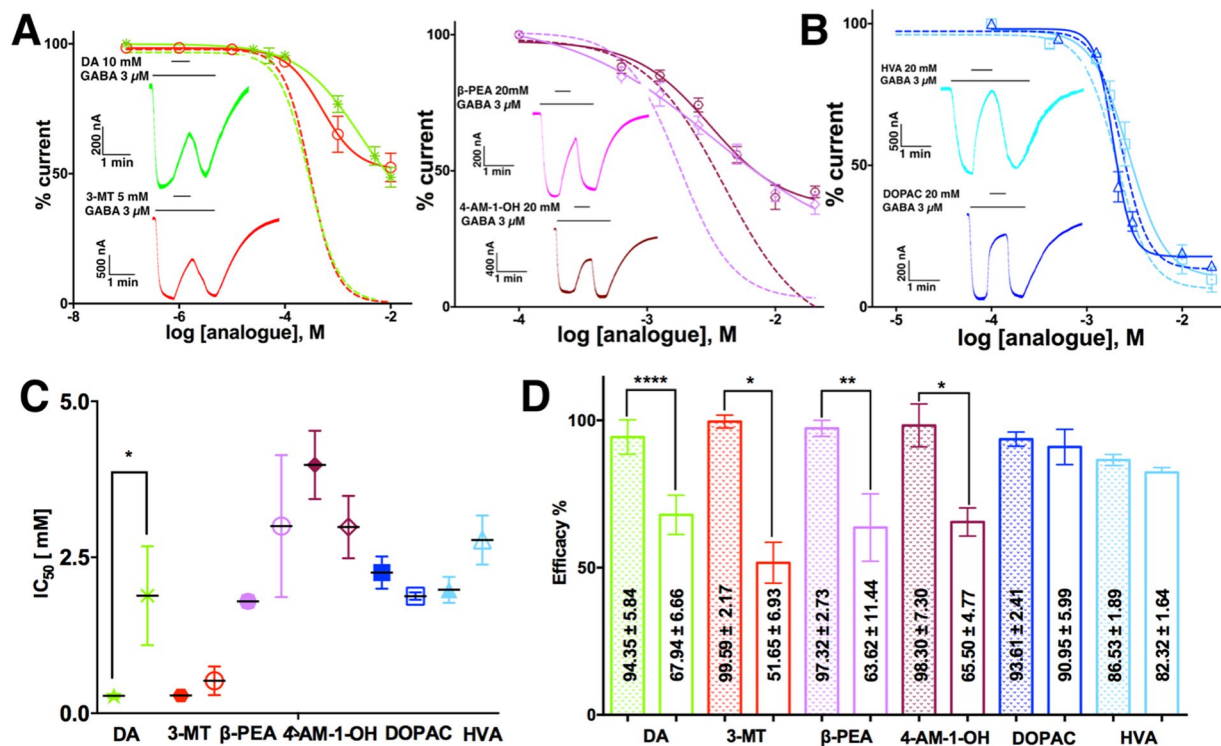 A
% current
100
50
0
DA 10 mM
GABA 3 µM
200 nA
1 min
3-MT 5 mM
GABA 3 µM
500 nA
1 min
-8
-6
-4
-2
log [analogue], M
% current
100
50
0
β-PEA 20mM
GABA 3 µM
200 nA
1 min
4-AM-1-OH 20 mM
GABA 3 µM
400 nA
1 min
-4
-3
-2
log [analogue], M
B
% current
100
50
0
HVA 20 mM
GABA 3 µM
500 nA
1 min
DOPAC 20 mM
GABA 3 µM
200 nA
1 min
-5
-4
-3
-2
log [analogue], M
C
IC50 [mM]
5.0
2.5
0.0
*
DA
3-MT
β-PEA
4-AM-1-OH
DOPAC
HVA
D
Efficacy %
100
50
0
****
*
**
*
94.35 ± 5.84
67.94 ± 6.66
99.59 ± 2.17
51.65 ± 6.93
97.32 ± 2.73
63.62 ± 11.44
98.30 ± 7.30
65.50 ± 4.77
93.61 ± 2.41
90.95 ± 5.99
86.53 ± 1.89
82.32 ± 1.64
DA
3-MT
β-PEA
4-AM-1-OH
DOPAC
HVA